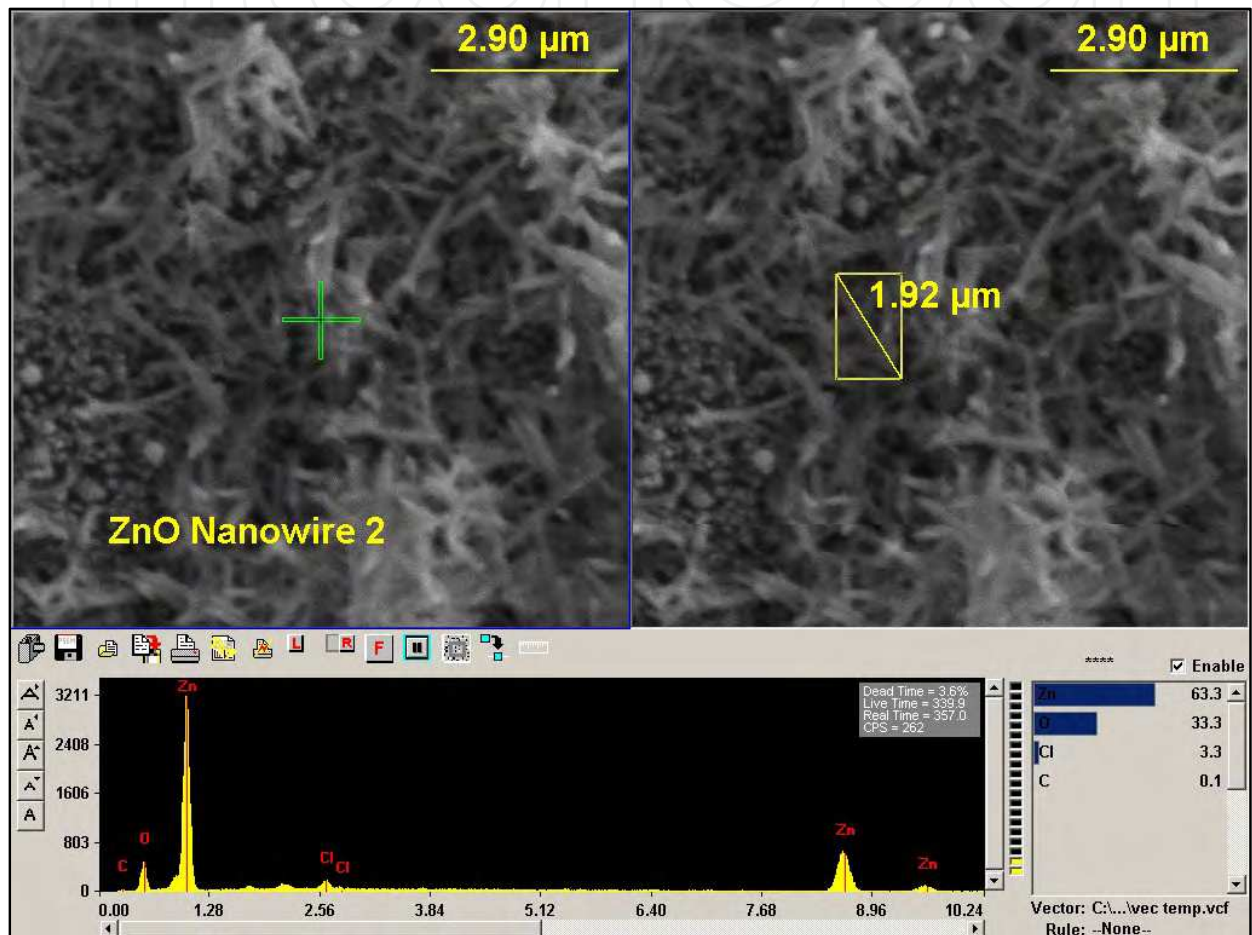 2.90 µm
2.90 µm
1.92 µm
ZnO Nanowire 2
L
R
F
**** 
Enable
A
A
A
A
A
3211
2408
1606
803
0
Zn
O
C
Cl
Cl
Zn
Zn
Dead Time = 3.6%
Live Time = 339.9
Real Time = 357.0
CPS = 262
0.00 1.28 2.56 3.84 5.12 6.40 7.68 8.96 10.24
Zn 63.3
O 33.3
Cl 3.3
C 0.1
Vector: C:\...\vec temp.vcf
Rule: --None--